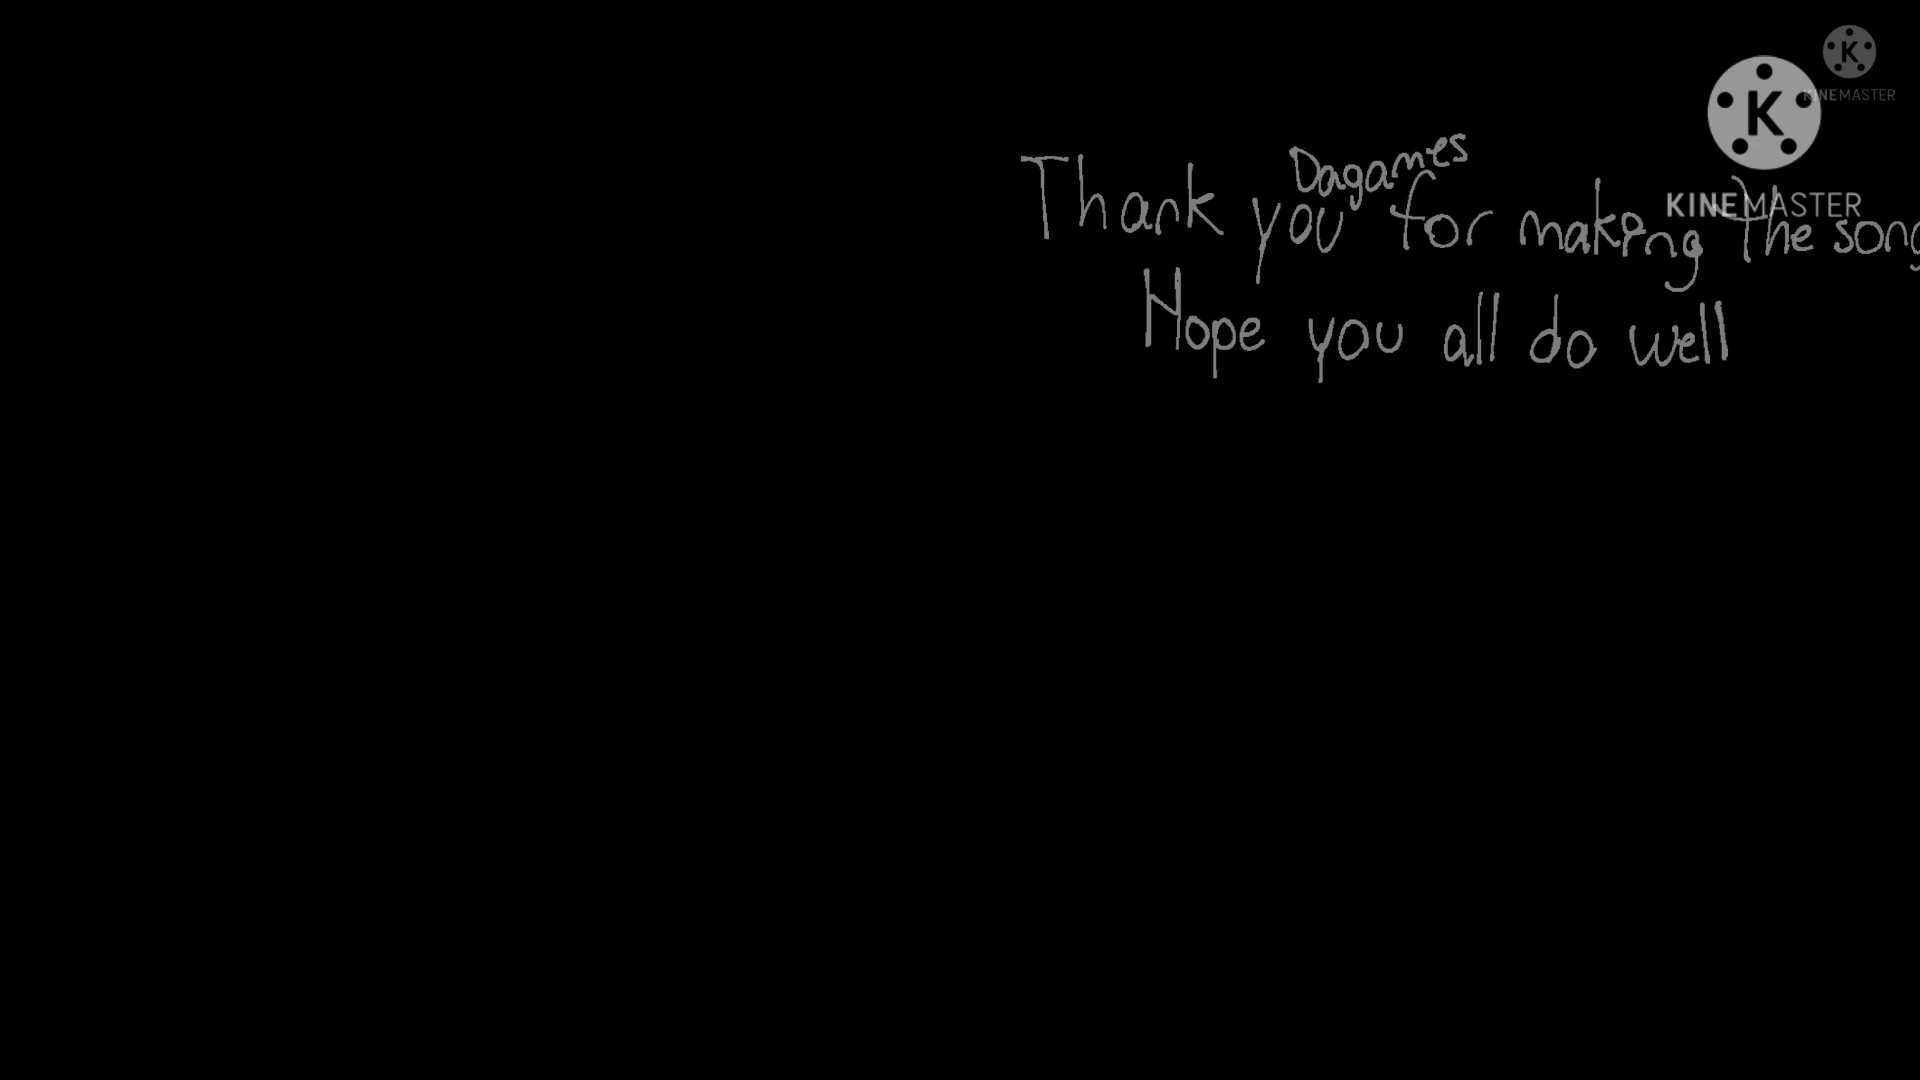 KINEMASTER
KINEMASTER
Dagames
Thank you for making the song
Hope you all do well